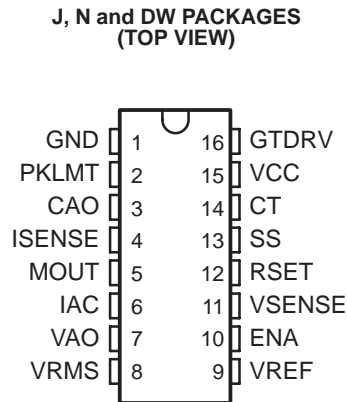 J, N and DW PACKAGES
(TOP VIEW)
GND 1 16 GTDRV
PKLMT 2 15 VCC
CAO 3 14 CT
ISENSE 4 13 SS
MOUT 5 12 RSET
IAC 6 11 VSENSE
VAO 7 10 ENA
VRMS 8 9 VREF